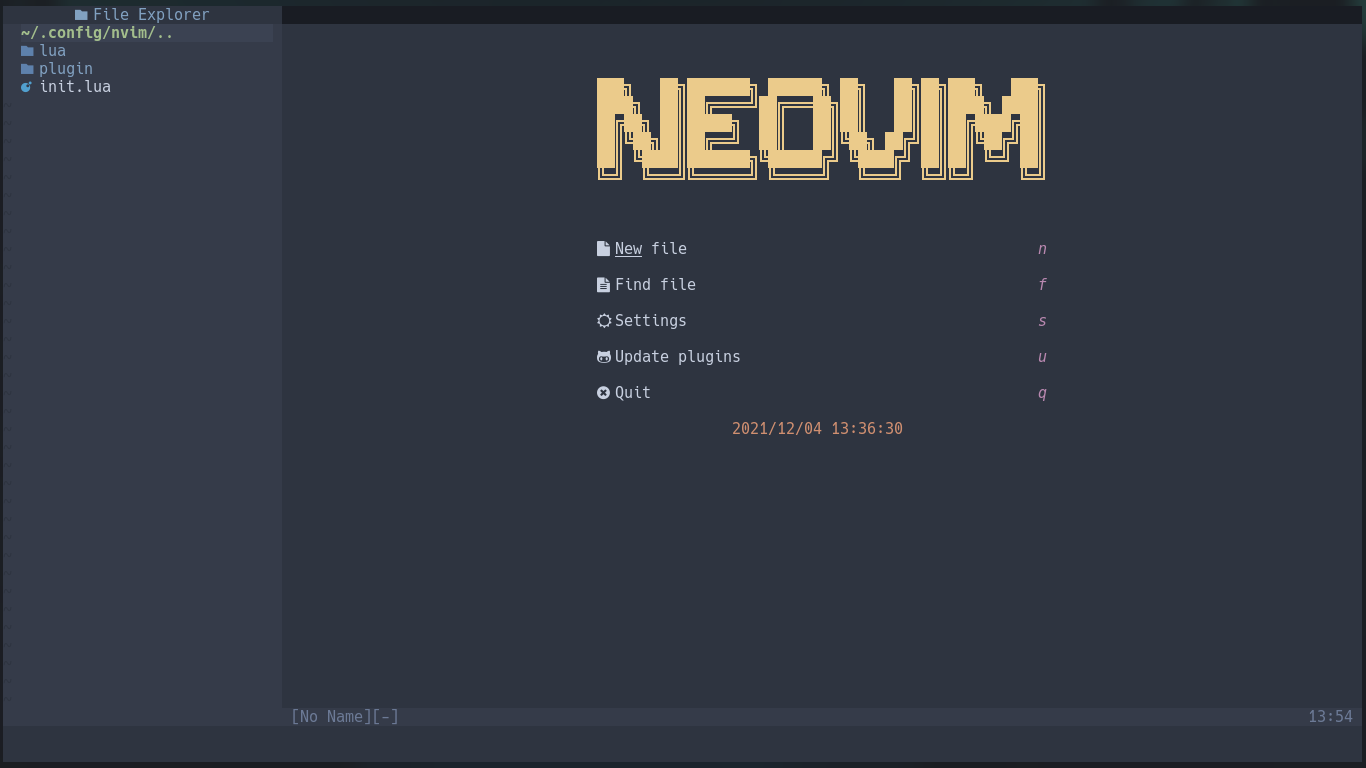 File Explorer
~/.config/nvim/..
lua
plugin
init.lua
NEOVIM
New file n
Find file f
Settings s
Update plugins u
Quit q
2021/12/04 13:36:30
[No Name][-] 13:54